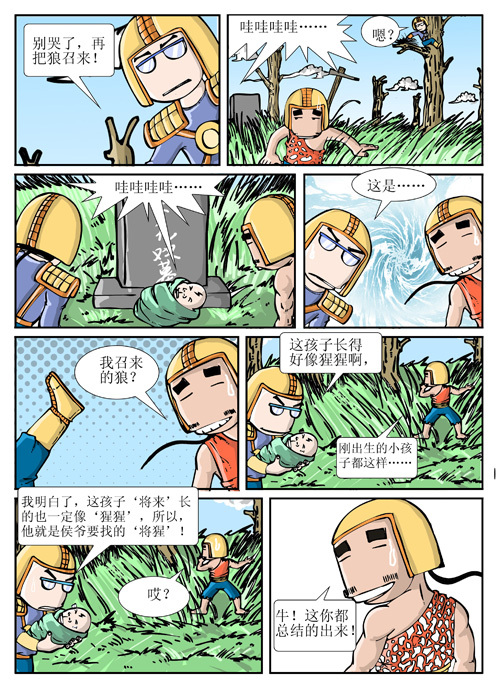 别哭了，再
把狼召来！
哇哇哇哇……
嗯？
哇哇哇哇……
墓
这是……
我召来
的狼？
这孩子长得
好像猩猩啊，
刚出生的小孩
子都这样……
我明白了，这孩子‘将来’长
的也一定像‘猩猩’，所以，
他就是侯爷要找的‘将猩’！
哎？
牛！这你都
总结的出来！